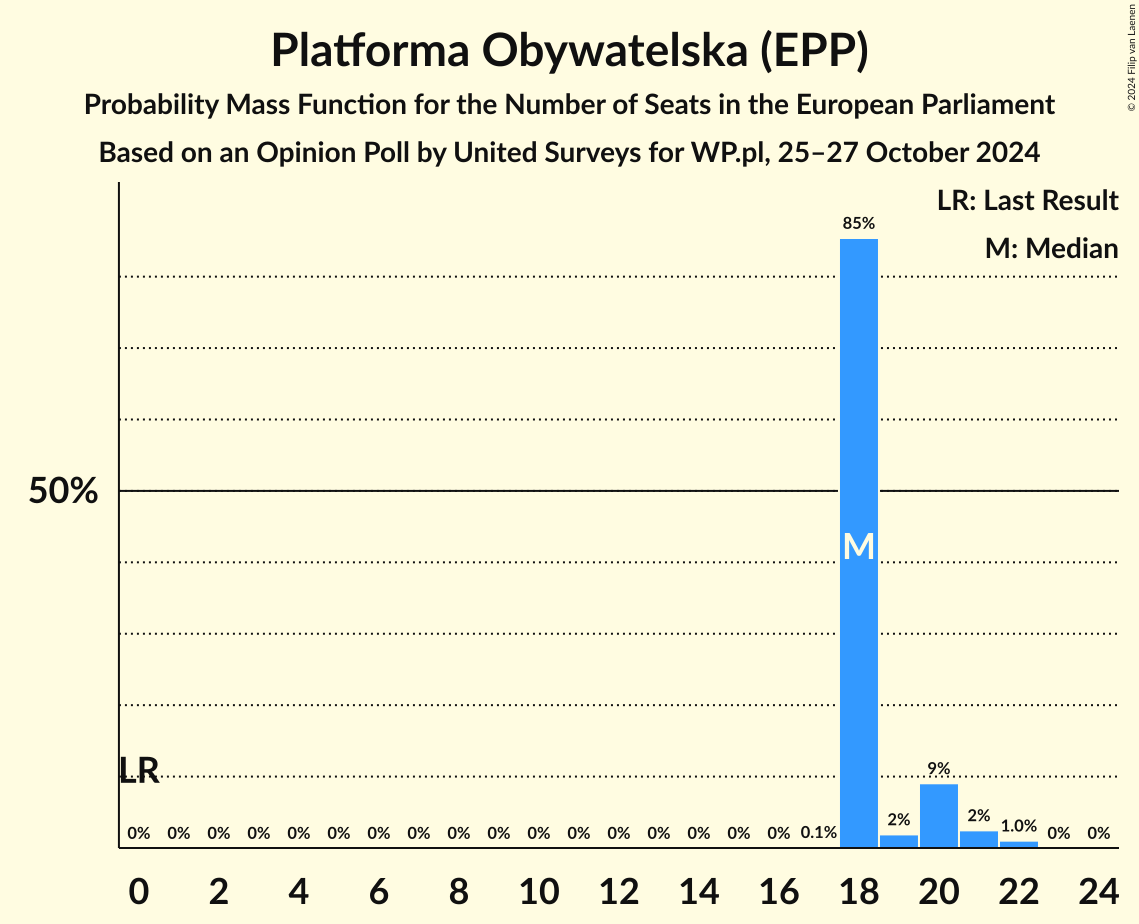 Platforma Obywatelska (EPP)
Probability Mass Function for the Number of Seats in the European Parliament
Based on an Opinion Poll by United Surveys for WP.pl, 25–27 October 2024
© 2024 Filip van Laenen
LR: Last Result
M: Median
85%
50%
M
LR
9%
0% 0% 0% 0% 0% 0% 0% 0% 0% 0% 0% 0% 0% 0% 0% 0% 0% 0.1% 2% 2% 1.0% 0% 0%
0 2 4 6 8 10 12 14 16 18 20 22 24